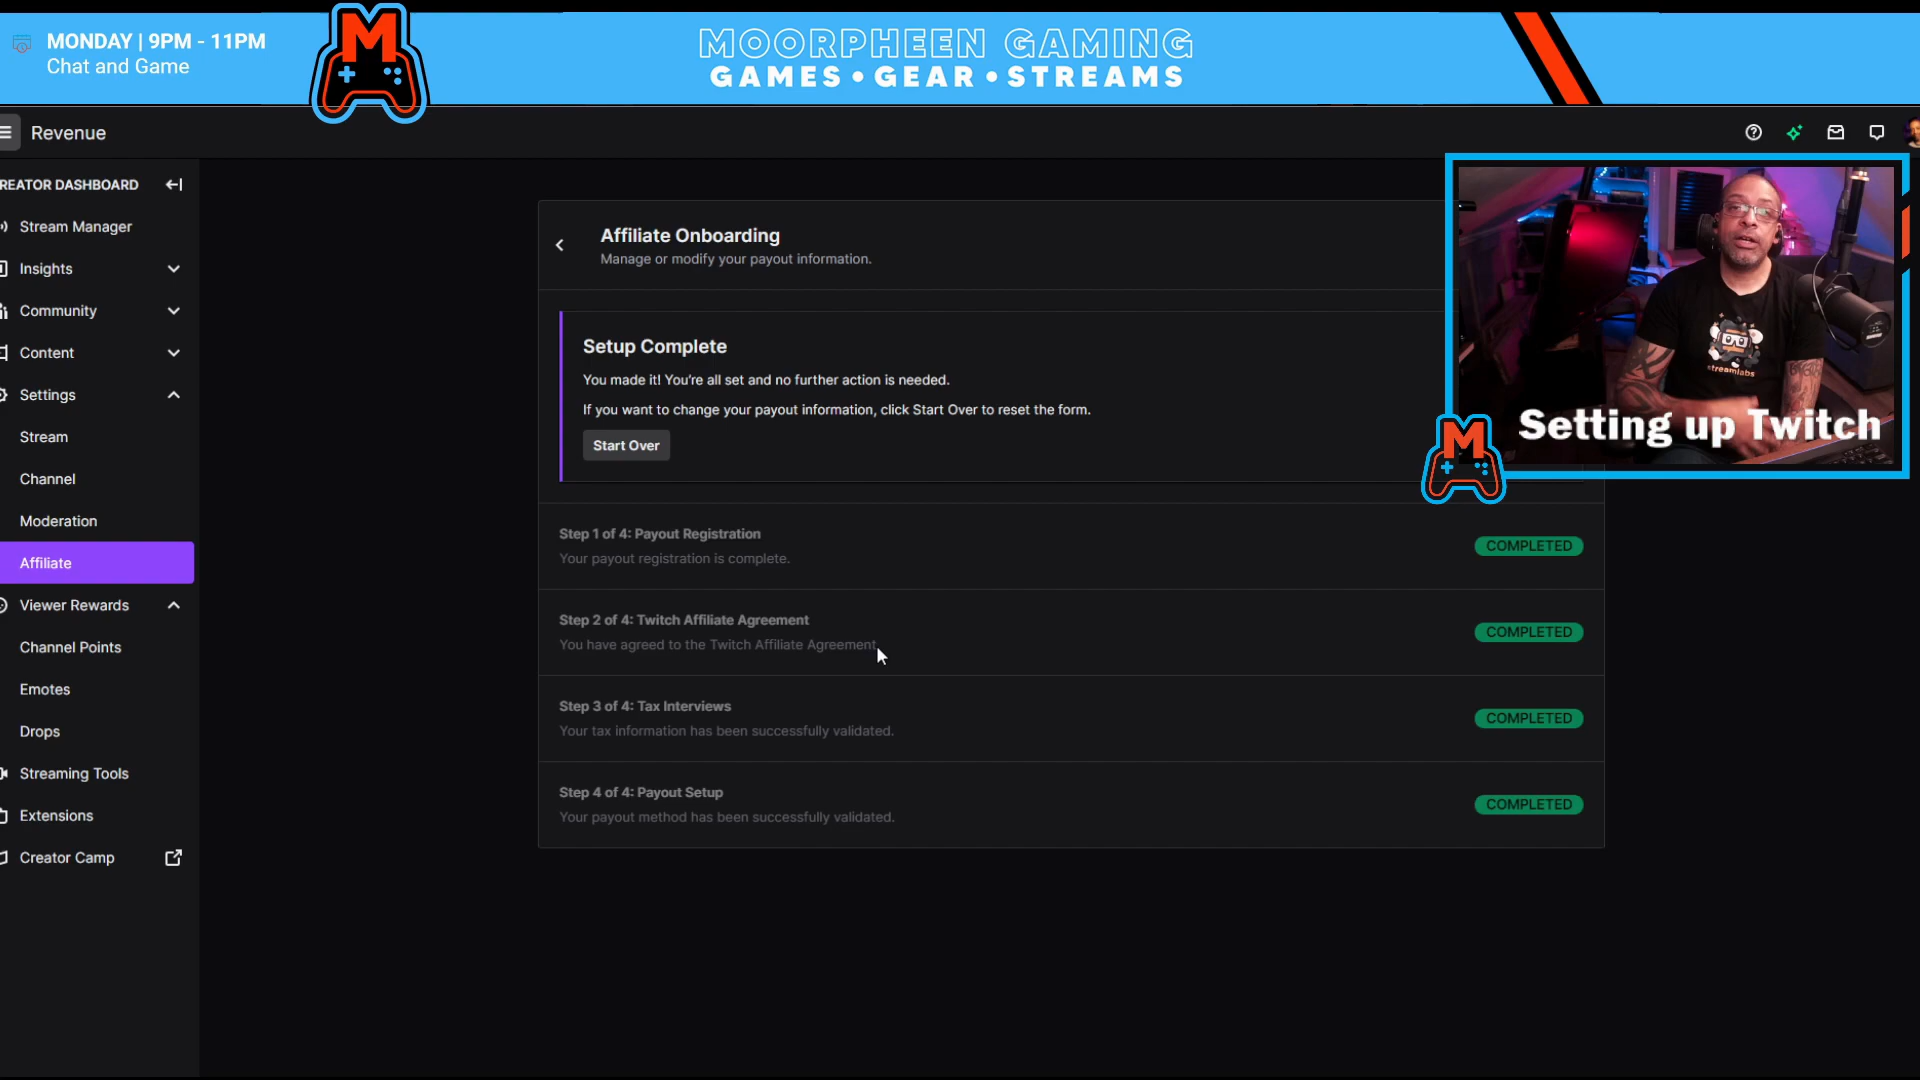 MONDAY | 9PM - 11PM
Chat and Game
M
MOORPHEEN GAMING
GAMES • GEAR • STREAMS
Revenue
REATOR DASHBOARD
Stream Manager
Insights
Community
Content
Settings
Stream
Channel
Moderation
Affiliate
Viewer Rewards
Channel Points
Emotes
Drops
Streaming Tools
Extensions
Creator Camp
Affiliate Onboarding
Manage or modify your payout information.
Setup Complete
You made it! You're all set and no further action is needed.
If you want to change your payout information, click Start Over to reset the form.
Start Over
Step 1 of 4: Payout Registration
Your payout registration is complete.
COMPLETED
Step 2 of 4: Twitch Affiliate Agreement
You have agreed to the Twitch Affiliate Agreement.
COMPLETED
Step 3 of 4: Tax Interviews
Your tax information has been successfully validated.
COMPLETED
Step 4 of 4: Payout Setup
Your payout method has been successfully validated.
COMPLETED
streamlabs
Setting up Twitch
M